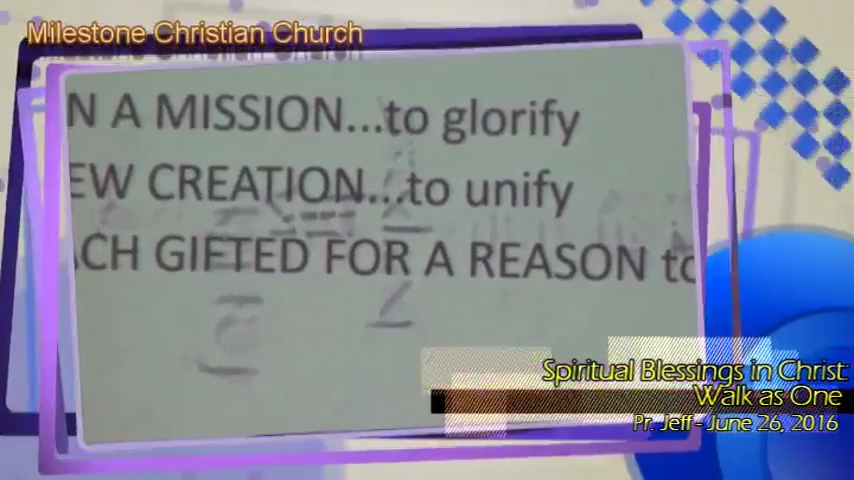 Milestone Christian Church
N A MISSION...to glorify
EW CREATION...to unify
ACH GIFTED FOR A REASON to
Spiritual Blessings in Christ:
Walk as One
Pr. Jeff - June 26, 2016